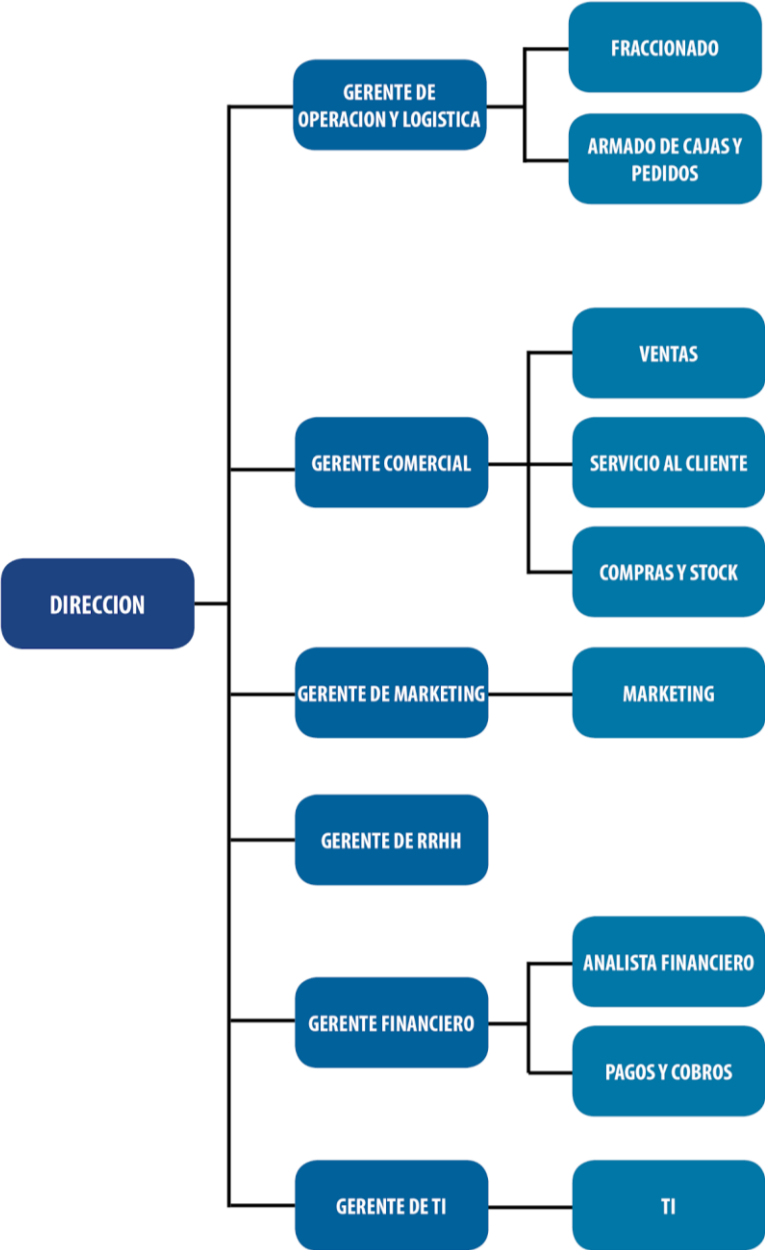 FRACCIONADO
GERENTE DE
OPERACION Y LOGISTICA
ARMADO DE CAJAS Y
PEDIDOS
VENTAS
GERENTE COMERCIAL
SERVICIO AL CLIENTE
COMPRAS Y STOCK
DIRECCION
GERENTE DE MARKETING
MARKETING
GERENTE DE RRHH
ANALISTA FINANCIERO
GERENTE FINANCIERO
PAGOS Y COBROS
GERENTE DE TI
TI